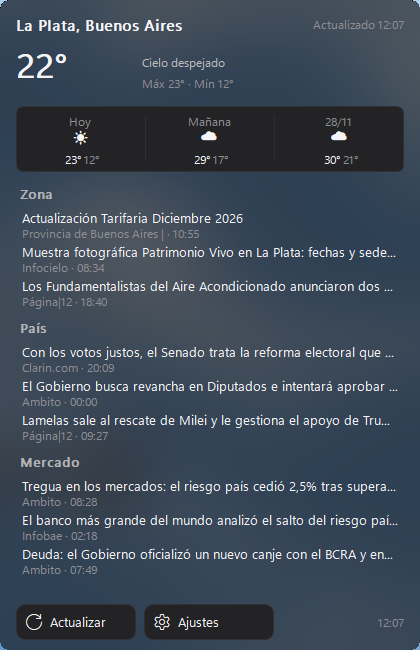 La Plata, Buenos Aires
Actualizado 12:07
22°
Cielo despejado
Máx 23° · Mín 12°
Hoy
23° 12°
Mañana
29° 17°
28/11
30° 21°
Zona
Actualización Tarifaria Diciembre 2026
Provincia de Buenos Aires | · 10:55
Muestra fotográfica Patrimonio Vivo en La Plata: fechas y sede...
Infocielo · 08:34
Los Fundamentalistas del Aire Acondicionado anunciaron dos ...
Página|12 · 18:40
País
Con los votos justos, el Senado trata la reforma electoral que ...
Clarin.com · 20:09
El Gobierno busca revancha en Diputados e intentará aprobar ...
Ambito · 00:00
Lamelas sale al rescate de Milei y le gestiona el apoyo de Tru...
Página|12 · 09:27
Mercado
Tregua en los mercados: el riesgo país cedió 2,5% tras supera...
Ambito · 08:28
El banco más grande del mundo analizó el salto del riesgo paí...
Infobae · 02:18
Deuda: el Gobierno oficializó un nuevo canje con el BCRA y en...
Ambito · 07:49
Actualizar
Ajustes
12:07